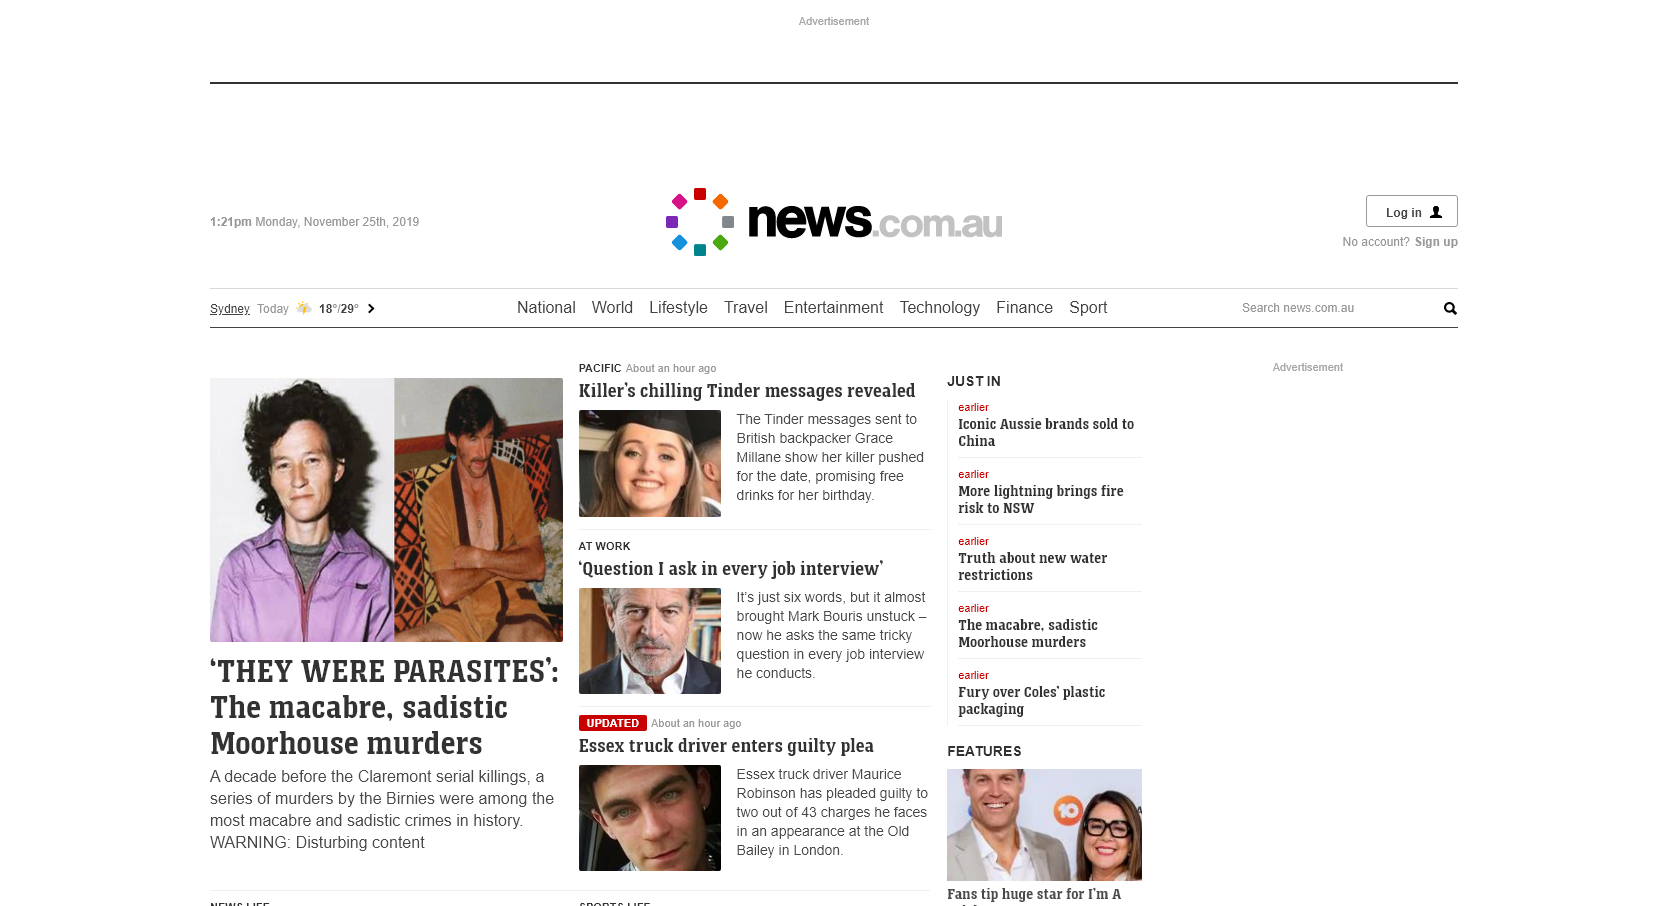 Advertisement
1:21pm Monday, November 25th, 2019
news.com.au
Log in
No account? Sign up
Sydney Today 18°/29°
National World Lifestyle Travel Entertainment Technology Finance Sport
Search news.com.au
‘THEY WERE PARASITES’:
The macabre, sadistic
Moorhouse murders
A decade before the Claremont serial killings, a
series of murders by the Birnies were among the
most macabre and sadistic crimes in history.
WARNING: Disturbing content
NEWS LIFE
PACIFIC About an hour ago
Killer’s chilling Tinder messages revealed
The Tinder messages sent to
British backpacker Grace
Millane show her killer pushed
for the date, promising free
drinks for her birthday.
AT WORK
‘Question I ask in every job interview’
It’s just six words, but it almost
brought Mark Bouris unstuck –
now he asks the same tricky
question in every job interview
he conducts.
UPDATED About an hour ago
Essex truck driver enters guilty plea
Essex truck driver Maurice
Robinson has pleaded guilty to
two out of 43 charges he faces
in an appearance at the Old
Bailey in London.
SPORTS LIFE
JUST IN
earlier
Iconic Aussie brands sold to
China
earlier
More lightning brings fire
risk to NSW
earlier
Truth about new water
restrictions
earlier
The macabre, sadistic
Moorhouse murders
earlier
Fury over Coles’ plastic
packaging
FEATURES
10
Fans tip huge star for I’m A
Advertisement